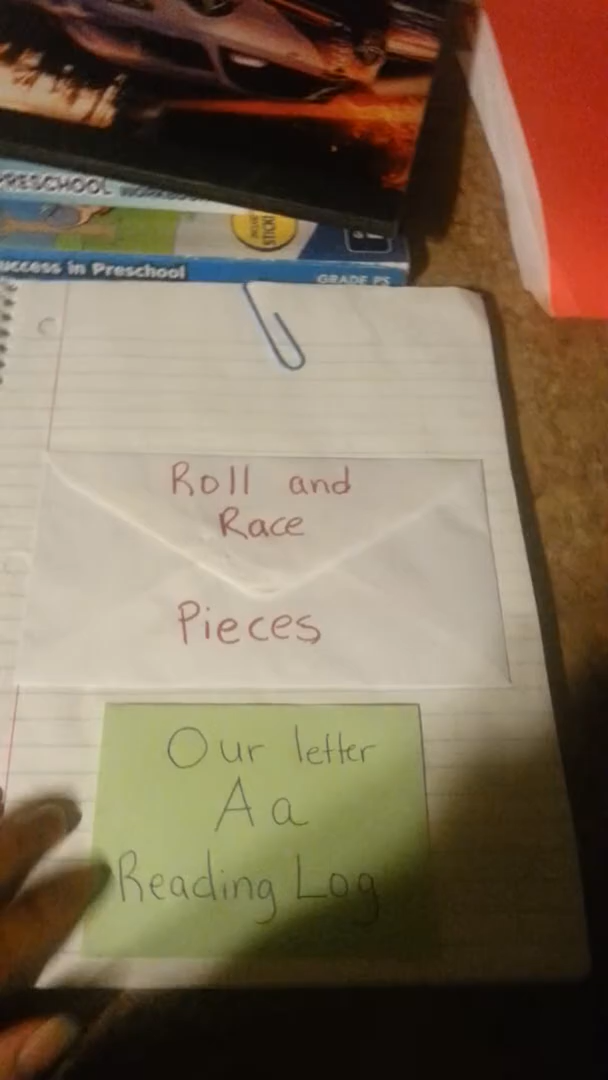 PRESCHOOL
uccess in Preschool
GRADE PS
Roll and
Race
Pieces
Our letter
A a
Reading Log